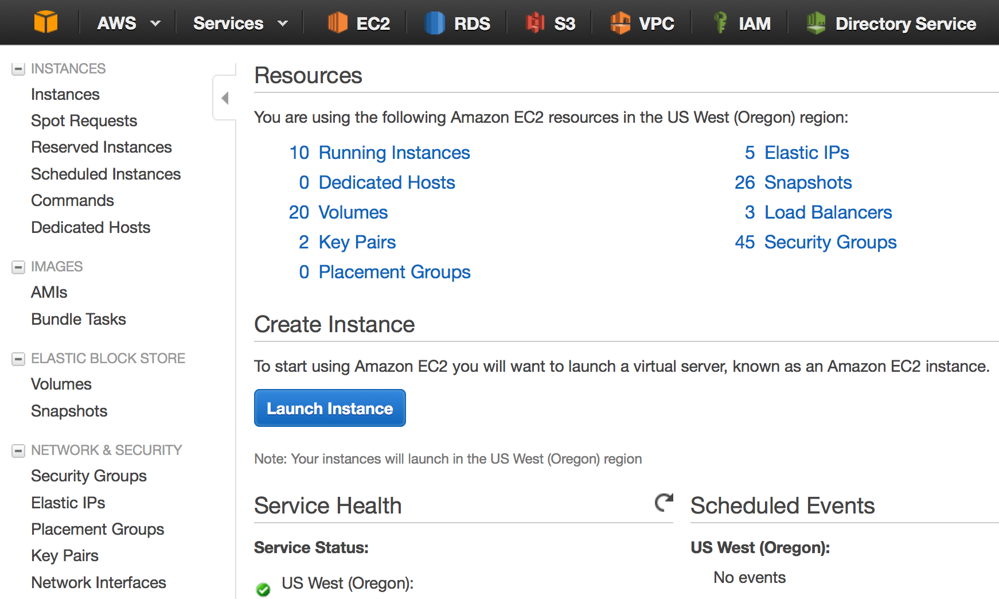 AWS Services EC2 RDS S3 VPC IAM Directory Service
INSTANCES
Instances
Spot Requests
Reserved Instances
Scheduled Instances
Commands
Dedicated Hosts
IMAGES
AMIs
Bundle Tasks
ELASTIC BLOCK STORE
Volumes
Snapshots
NETWORK & SECURITY
Security Groups
Elastic IPs
Placement Groups
Key Pairs
Network Interfaces
Resources
You are using the following Amazon EC2 resources in the US West (Oregon) region:
10 Running Instances
0 Dedicated Hosts
20 Volumes
2 Key Pairs
0 Placement Groups
5 Elastic IPs
26 Snapshots
3 Load Balancers
45 Security Groups
Create Instance
To start using Amazon EC2 you will want to launch a virtual server, known as an Amazon EC2 instance.
Launch Instance
Note: Your instances will launch in the US West (Oregon) region
Service Health
Service Status:
US West (Oregon):
Scheduled Events
US West (Oregon):
No events